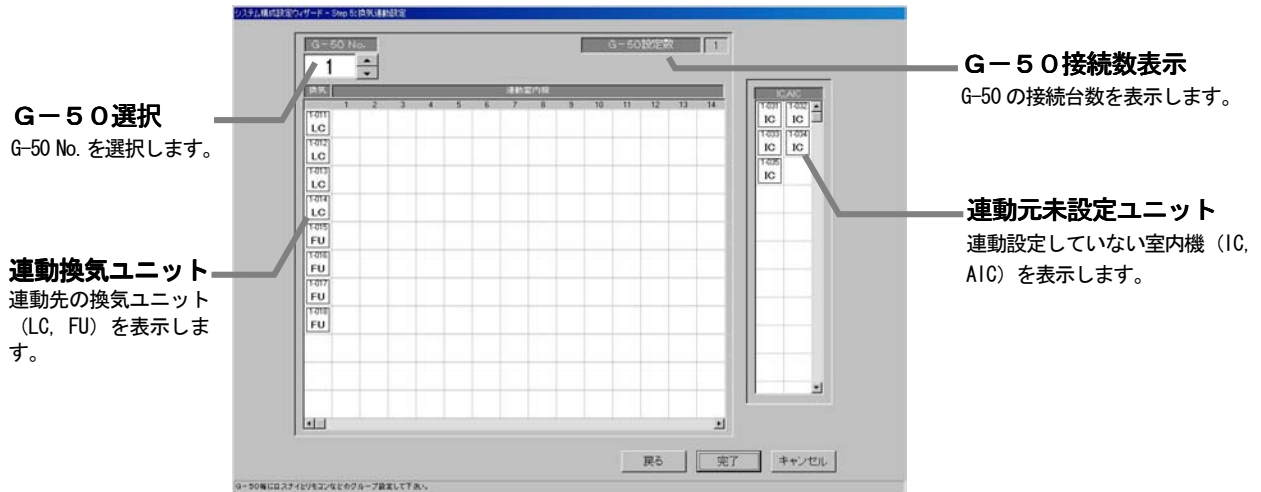 システム構成設定ウィザード - Step 5:換気連動設定
G-50 No.
G-50設定数 1
1
換気
連動室内機
1 2 3 4 5 6 7 8 9 10 11 12 13 14
1-011
LC
1-012
LC
1-013
LC
1-014
LC
1-015
FU
1-016
FU
1-017
FU
1-018
FU
IC,AIC
1-031 1-032
IC IC
1-033 1-034
IC IC
1-035
IC
戻る 完了 キャンセル
G-50毎にロスナイとリモコンなどのグループ設定して下さい。
G-50選択
G-50 No. を選択します。
連動換気ユニット
連動先の換気ユニット
(LC, FU) を表示しま
す。
G-50接続数表示
G-50 の接続台数を表示します。
連動元未設定ユニット
連動設定していない室内機 (IC,
AIC) を表示します。